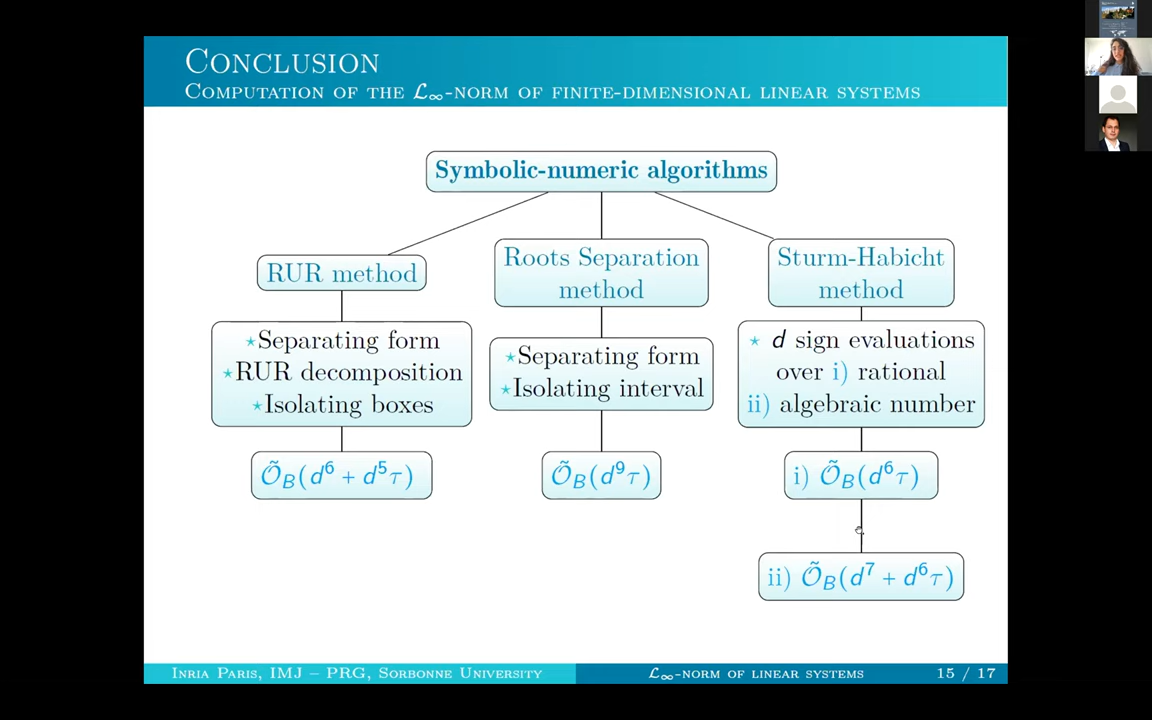 CONCLUSION
COMPUTATION OF THE 𝓛∞-NORM OF FINITE-DIMENSIONAL LINEAR SYSTEMS
Symbolic-numeric algorithms
RUR method
⋆Separating form
⋆RUR decomposition
⋆Isolating boxes
Õ_B(d⁶ + d⁵τ)
Roots Separation
method
⋆Separating form
⋆Isolating interval
Õ_B(d⁹τ)
Sturm-Habicht
method
⋆ d sign evaluations
over i) rational
ii) algebraic number
i) Õ_B(d⁶τ)
ii) Õ_B(d⁷ + d⁶τ)
INRIA PARIS, IMJ – PRG, SORBONNE UNIVERSITY
𝓛∞-NORM OF LINEAR SYSTEMS
15 / 17